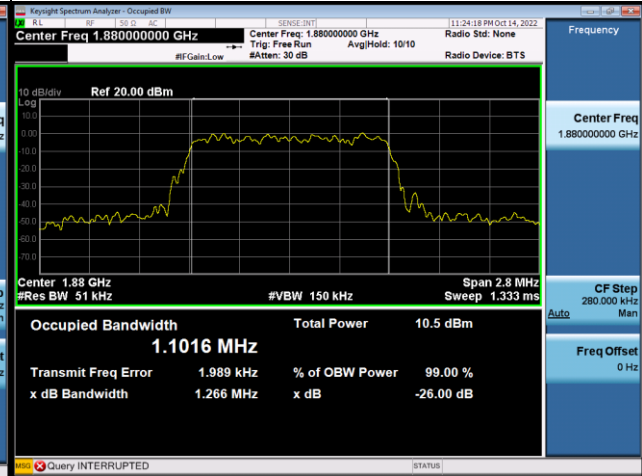 Keysight Spectrum Analyzer - Occupied BW
RL RF 50 Ω AC SENSE:INT 11:24:18 PM Oct 14, 2022
Center Freq 1.880000000 GHz Center Freq: 1.880000000 GHz Radio Std: None Frequency
Trig: Free Run Avg|Hold: 10/10
#IFGain:Low #Atten: 30 dB Radio Device: BTS
10 dB/div Ref 20.00 dBm
Log
10.0
0.00
-10.0
-20.0
-30.0
-40.0
-50.0
-60.0
-70.0
Center Freq
1.880000000 GHz
Center 1.88 GHz Span 2.8 MHz
#Res BW 51 kHz #VBW 150 kHz Sweep 1.333 ms
CF Step
280.000 kHz
Auto Man
Occupied Bandwidth Total Power 10.5 dBm
1.1016 MHz
Transmit Freq Error 1.989 kHz % of OBW Power 99.00 %
x dB Bandwidth 1.266 MHz x dB -26.00 dB
Freq Offset
0 Hz
MSG Query INTERRUPTED STATUS